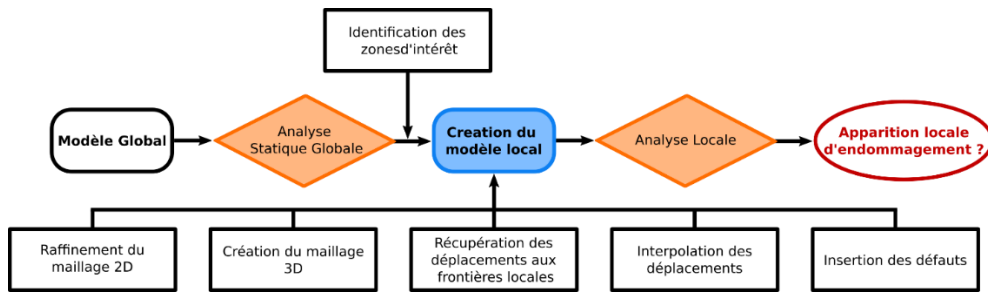 Identification des
zonesd'intérêt
Modèle Global
Analyse
Statique Globale
Creation du
modèle local
Analyse Locale
Apparition locale
d'endommagement ?
Raffinement du
maillage 2D
Création du maillage
3D
Récupération des
déplacements aux
frontières locales
Interpolation des
déplacements
Insertion des défauts